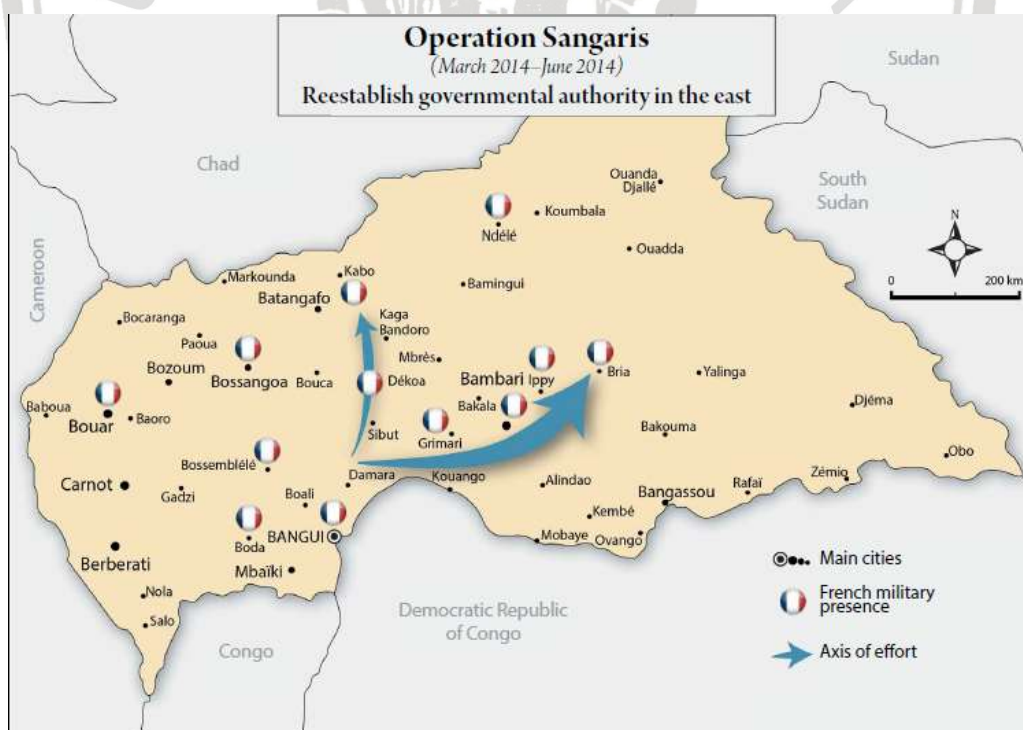 Operation Sangaris
(March 2014–June 2014)
Reestablish governmental authority in the east
Sudan
Chad
South
Sudan
Cameroon
Ouanda
Djallé
Koumbala
Ndélé
Ouadda
N
0 200 km
Markounda
Kabo
Batangafo
Bamingui
Bocaranga
Paoua
Kaga
Bandoro
Bozoum
Bossangoa
Bouca
Mbrès
Dékoa
Bambari
Ippy
Bria
Yalinga
Baboua
Bouar
Baoro
Bakala
Djéma
Sibut
Grimari
Bakouma
Bossemblélé
Obo
Carnot
Gadzi
Boali
Damara
Kouango
Alindao
Bangassou
Rafaï
Zémio
Boda
BANGUI
Kembé
Mobaye
Ovango
Berberati
Mbaïki
Nola
Salo
Congo
Democratic Republic
of Congo
Main cities
French military
presence
Axis of effort